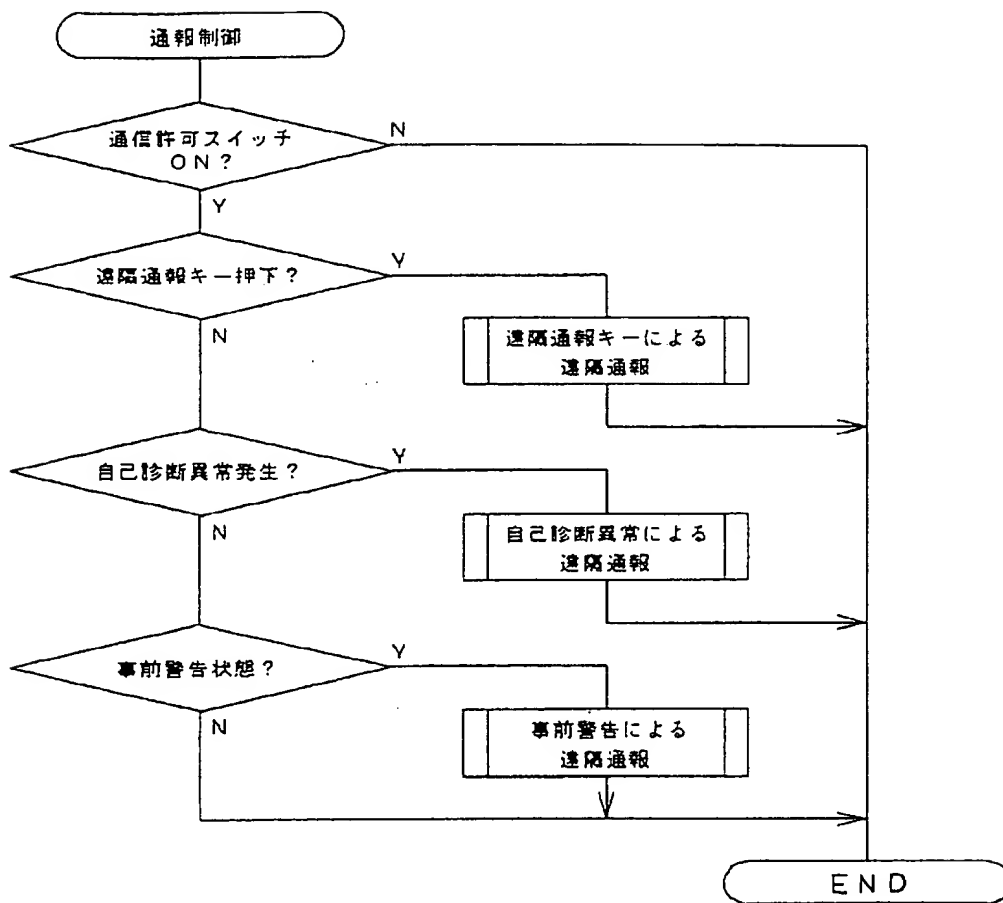 通報制御
通信許可スイッチ
ON?
N
Y
遠隔通報キー押下?
Y
N
遠隔通報キーによる
遠隔通報
自己診断異常発生?
Y
N
自己診断異常による
遠隔通報
事前警告状態?
Y
N
事前警告による
遠隔通報
END